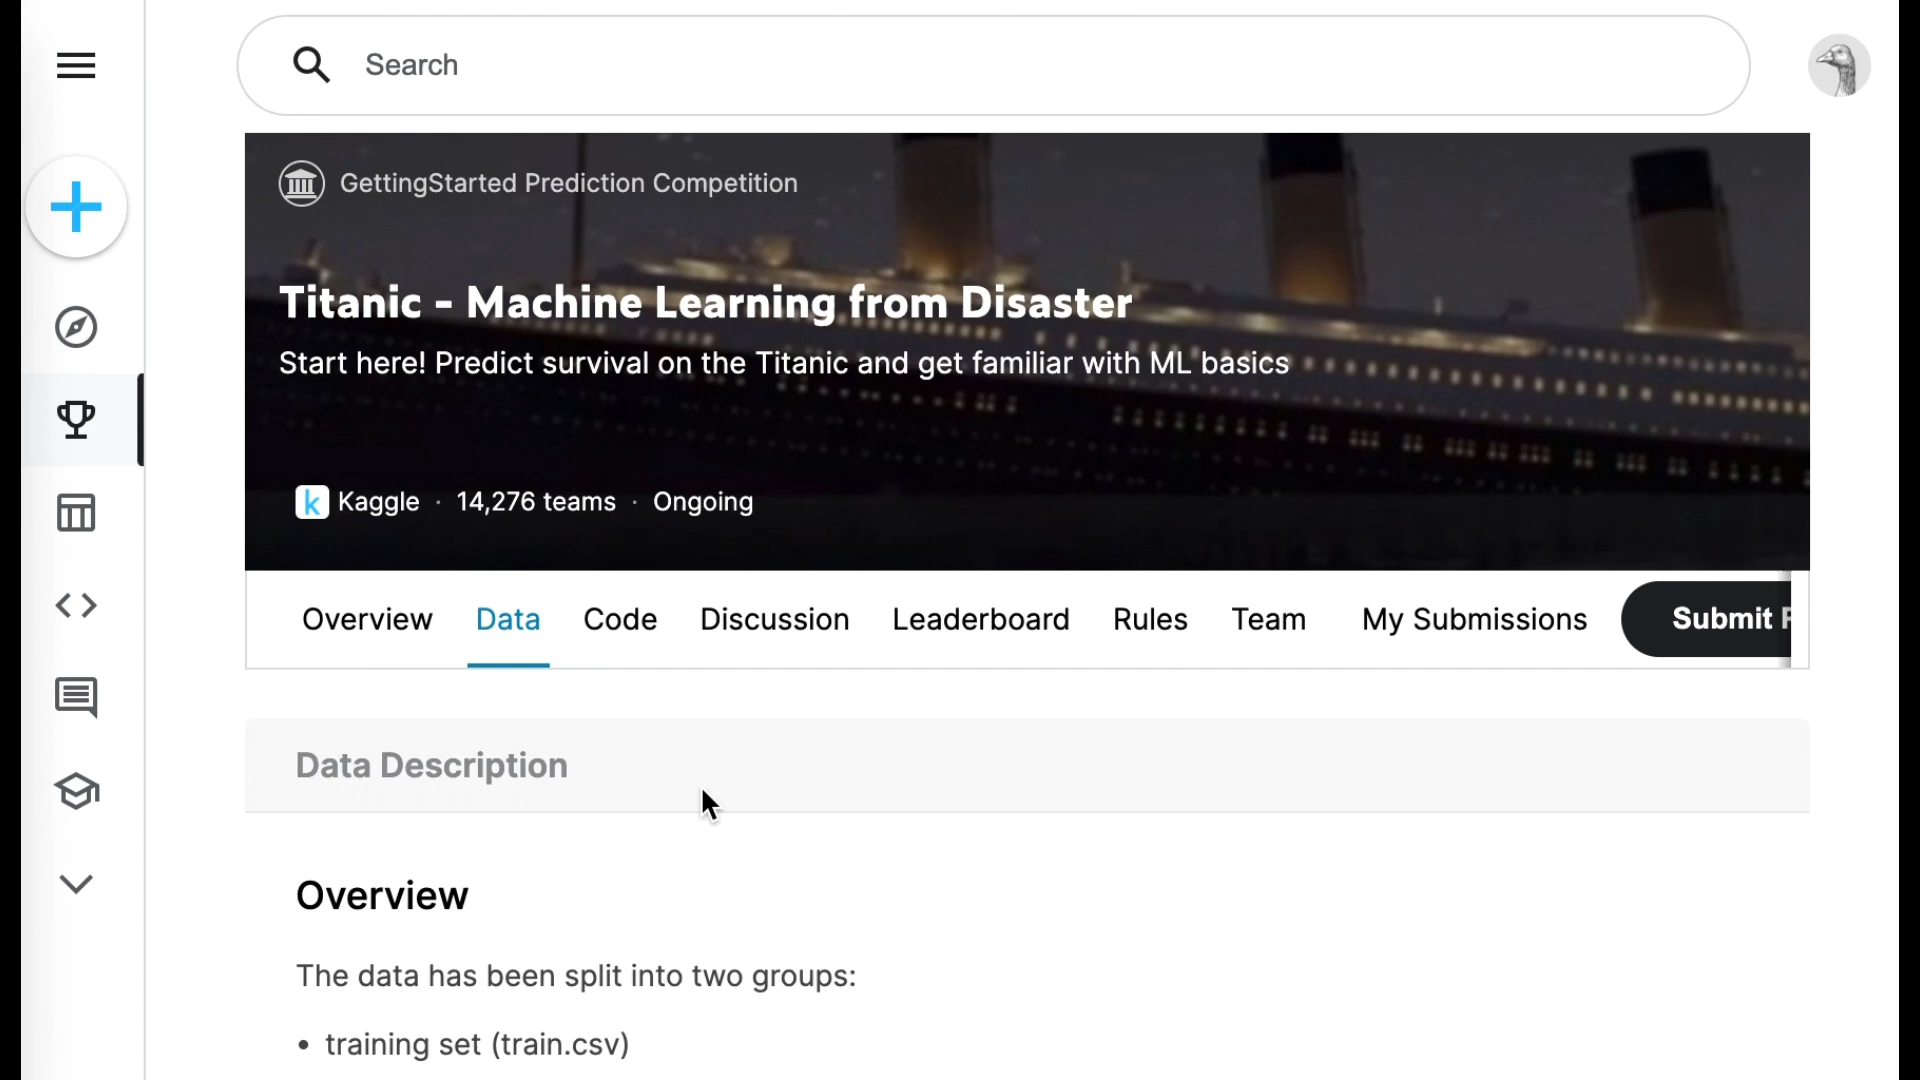 Search
GettingStarted Prediction Competition
Titanic - Machine Learning from Disaster
Start here! Predict survival on the Titanic and get familiar with ML basics
k Kaggle · 14,276 teams · Ongoing
Overview Data Code Discussion Leaderboard Rules Team My Submissions Submit
Data Description
Overview
The data has been split into two groups:
• training set (train.csv)